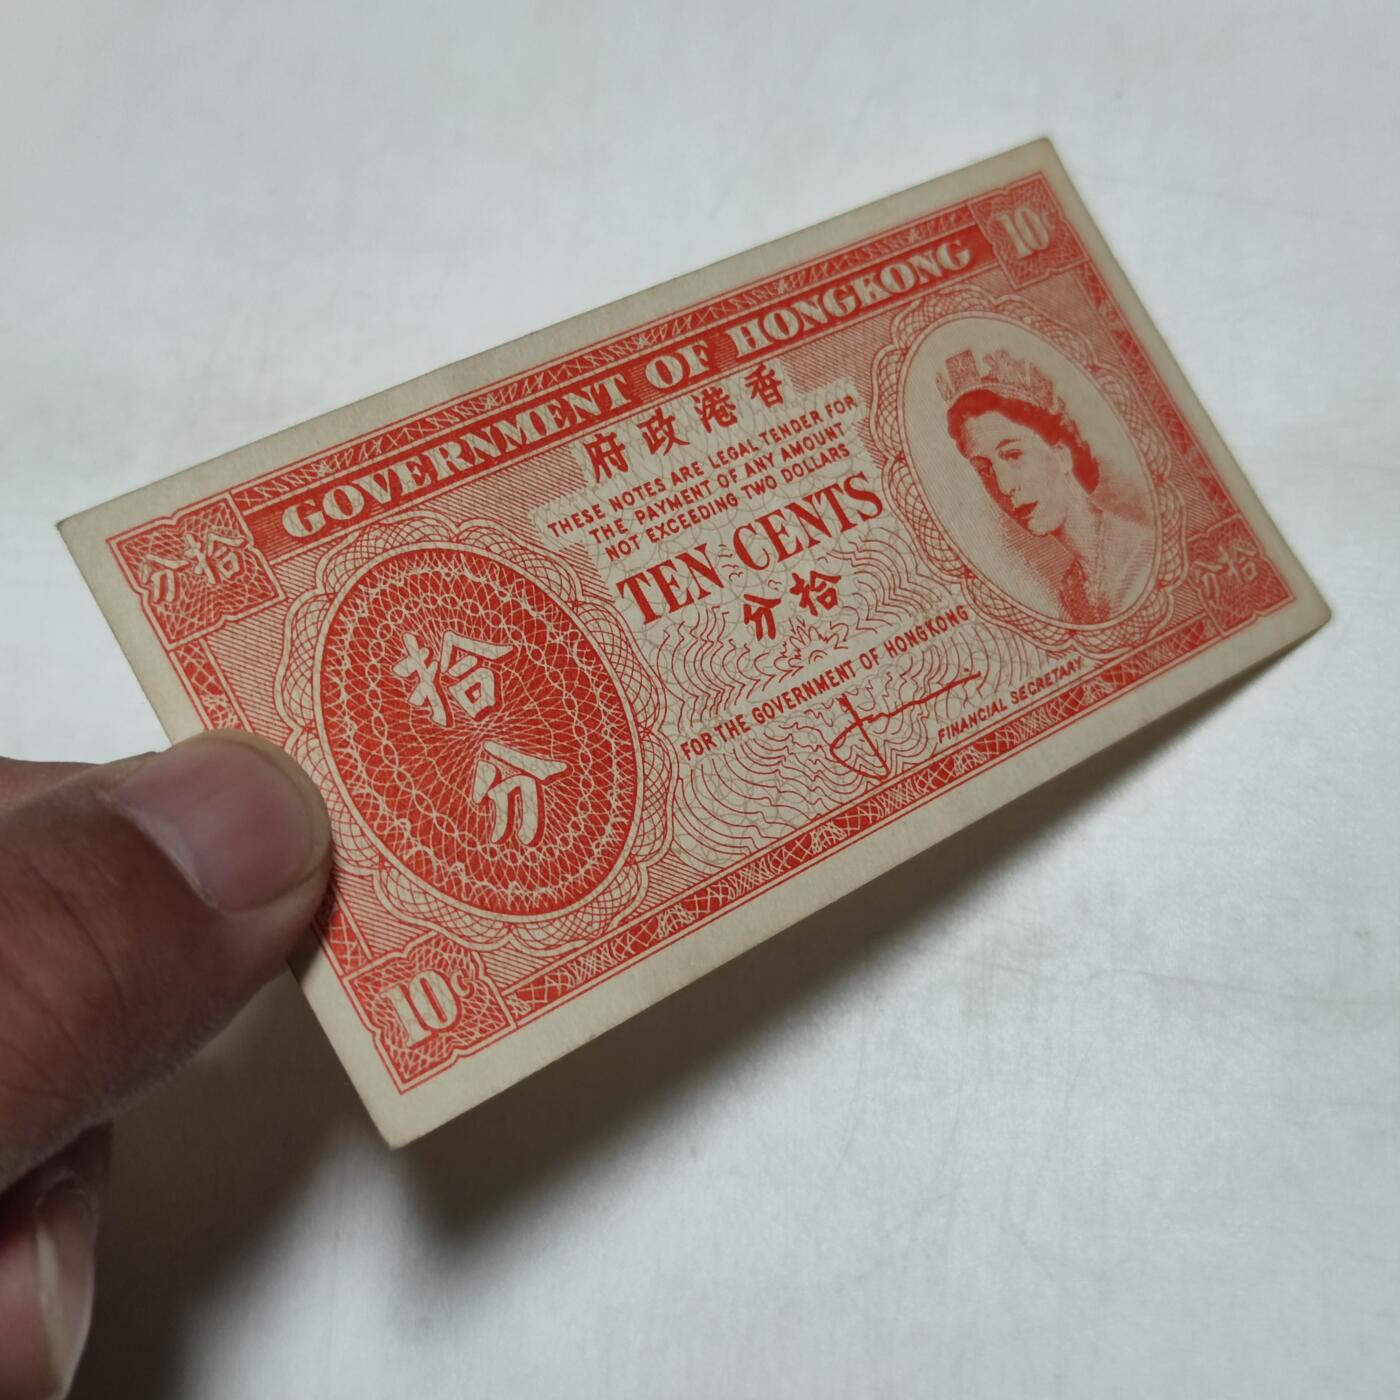 GOVERNMENT OF HONGKONG
10c
分拾
府政港香
THESE NOTES ARE LEGAL TENDER FOR
THE PAYMENT OF ANY AMOUNT
NOT EXCEEDING TWO DOLLARS
TEN CENTS
分拾
拾
分
FOR THE GOVERNMENT OF HONGKONG
FINANCIAL SECRETARY
分拾
10c